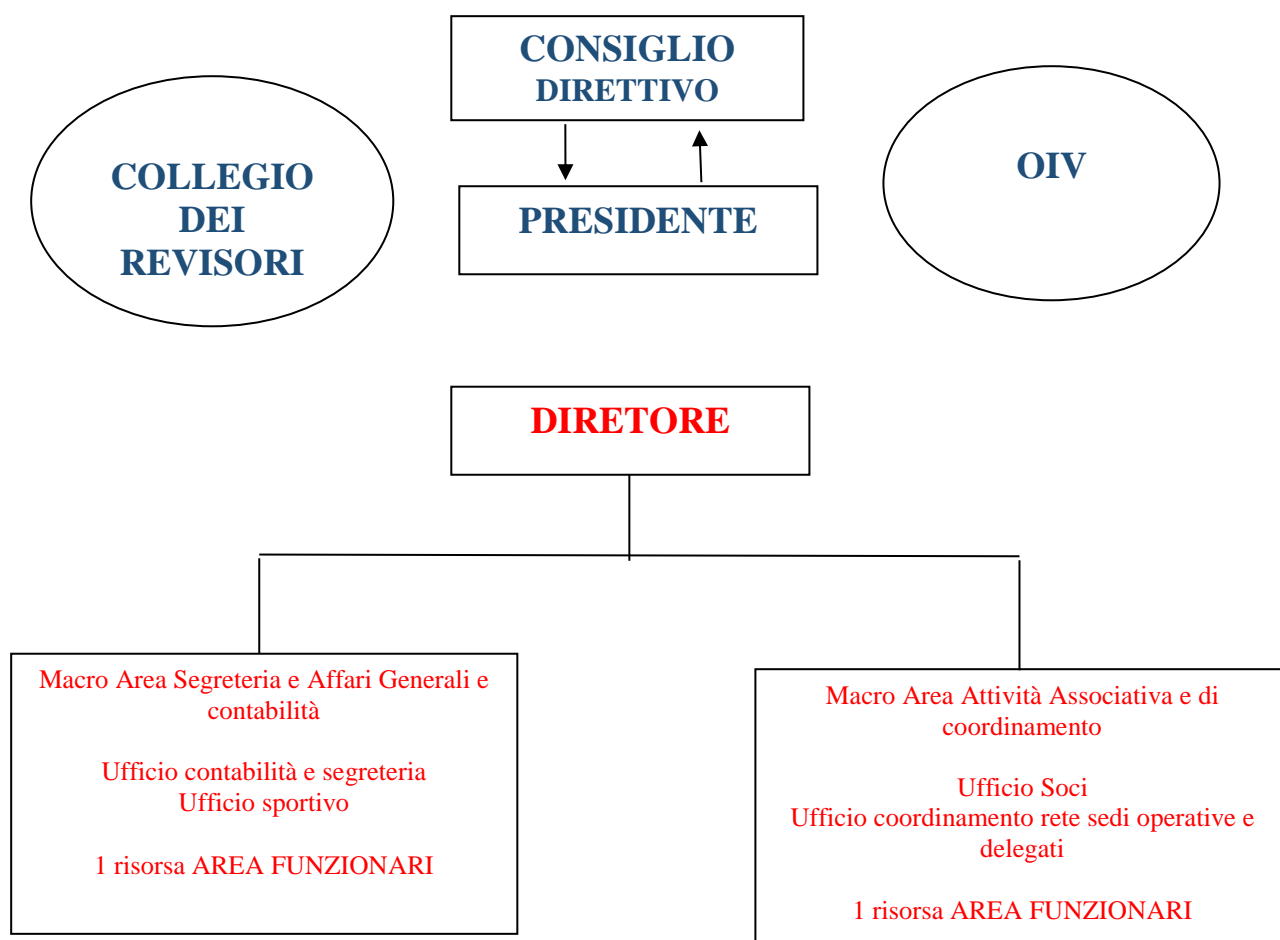 CONSIGLIO
DIRETTIVO
COLLEGIO
DEI
REVISORI
PRESIDENTE
OIV
DIRETORE
Macro Area Segreteria e Affari Generali e
contabilità
Ufficio contabilità e segreteria
Ufficio sportivo
1 risorsa AREA FUNZIONARI
Macro Area Attività Associativa e di
coordinamento
Ufficio Soci
Ufficio coordinamento rete sedi operative e
delegati
1 risorsa AREA FUNZIONARI